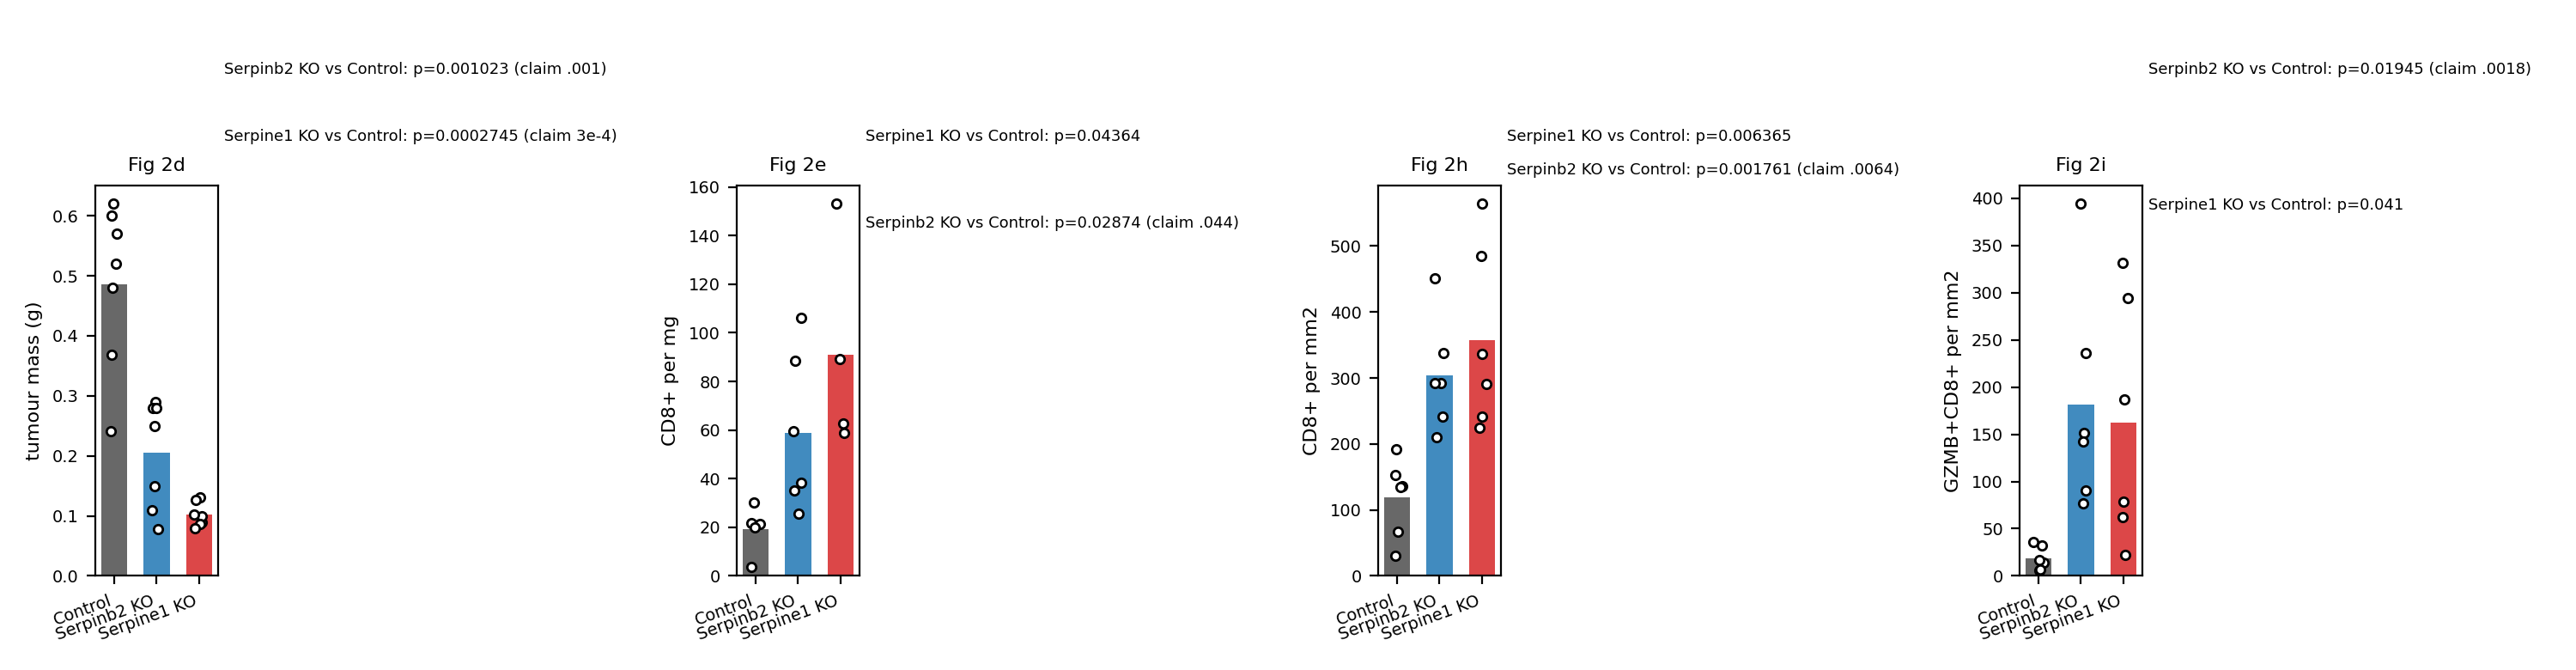 Serpinb2 KO vs Control: p=0.001023 (claim .001)
Serpine1 KO vs Control: p=0.0002745 (claim 3e-4)
Fig 2d
tumour mass (g)
0.6
0.5
0.4
0.3
0.2
0.1
0.0
Control
Serpinb2 KO
Serpine1 KO
Serpine1 KO vs Control: p=0.04364
Fig 2e
Serpinb2 KO vs Control: p=0.02874 (claim .044)
CD8+ per mg
160
140
120
100
80
60
40
20
0
Control
Serpinb2 KO
Serpine1 KO
Serpine1 KO vs Control: p=0.006365
Serpinb2 KO vs Control: p=0.001761 (claim .0064)
Fig 2h
CD8+ per mm2
500
400
300
200
100
0
Control
Serpinb2 KO
Serpine1 KO
Serpinb2 KO vs Control: p=0.01945 (claim .0018)
Fig 2i
Serpine1 KO vs Control: p=0.041
GZMB+CD8+ per mm2
400
350
300
250
200
150
100
50
0
Control
Serpinb2 KO
Serpine1 KO